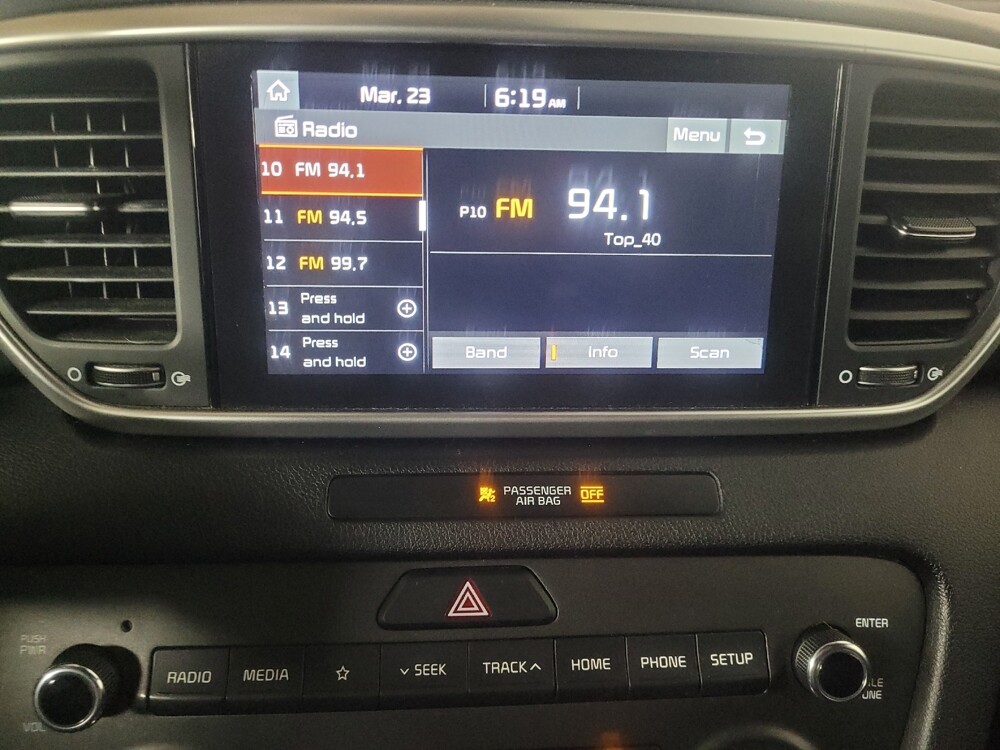 Mar. 23 6:19 AM
Radio Menu
10 FM 94.1
11 FM 94.5
12 FM 99.7
13 Press
and hold
14 Press
and hold
P10 FM 94.1
Top_40
Band Info Scan
PASSENGER
AIR BAG
OFF
PUSH
PWR
VOL
RADIO MEDIA SEEK TRACK HOME PHONE SETUP
ENTER